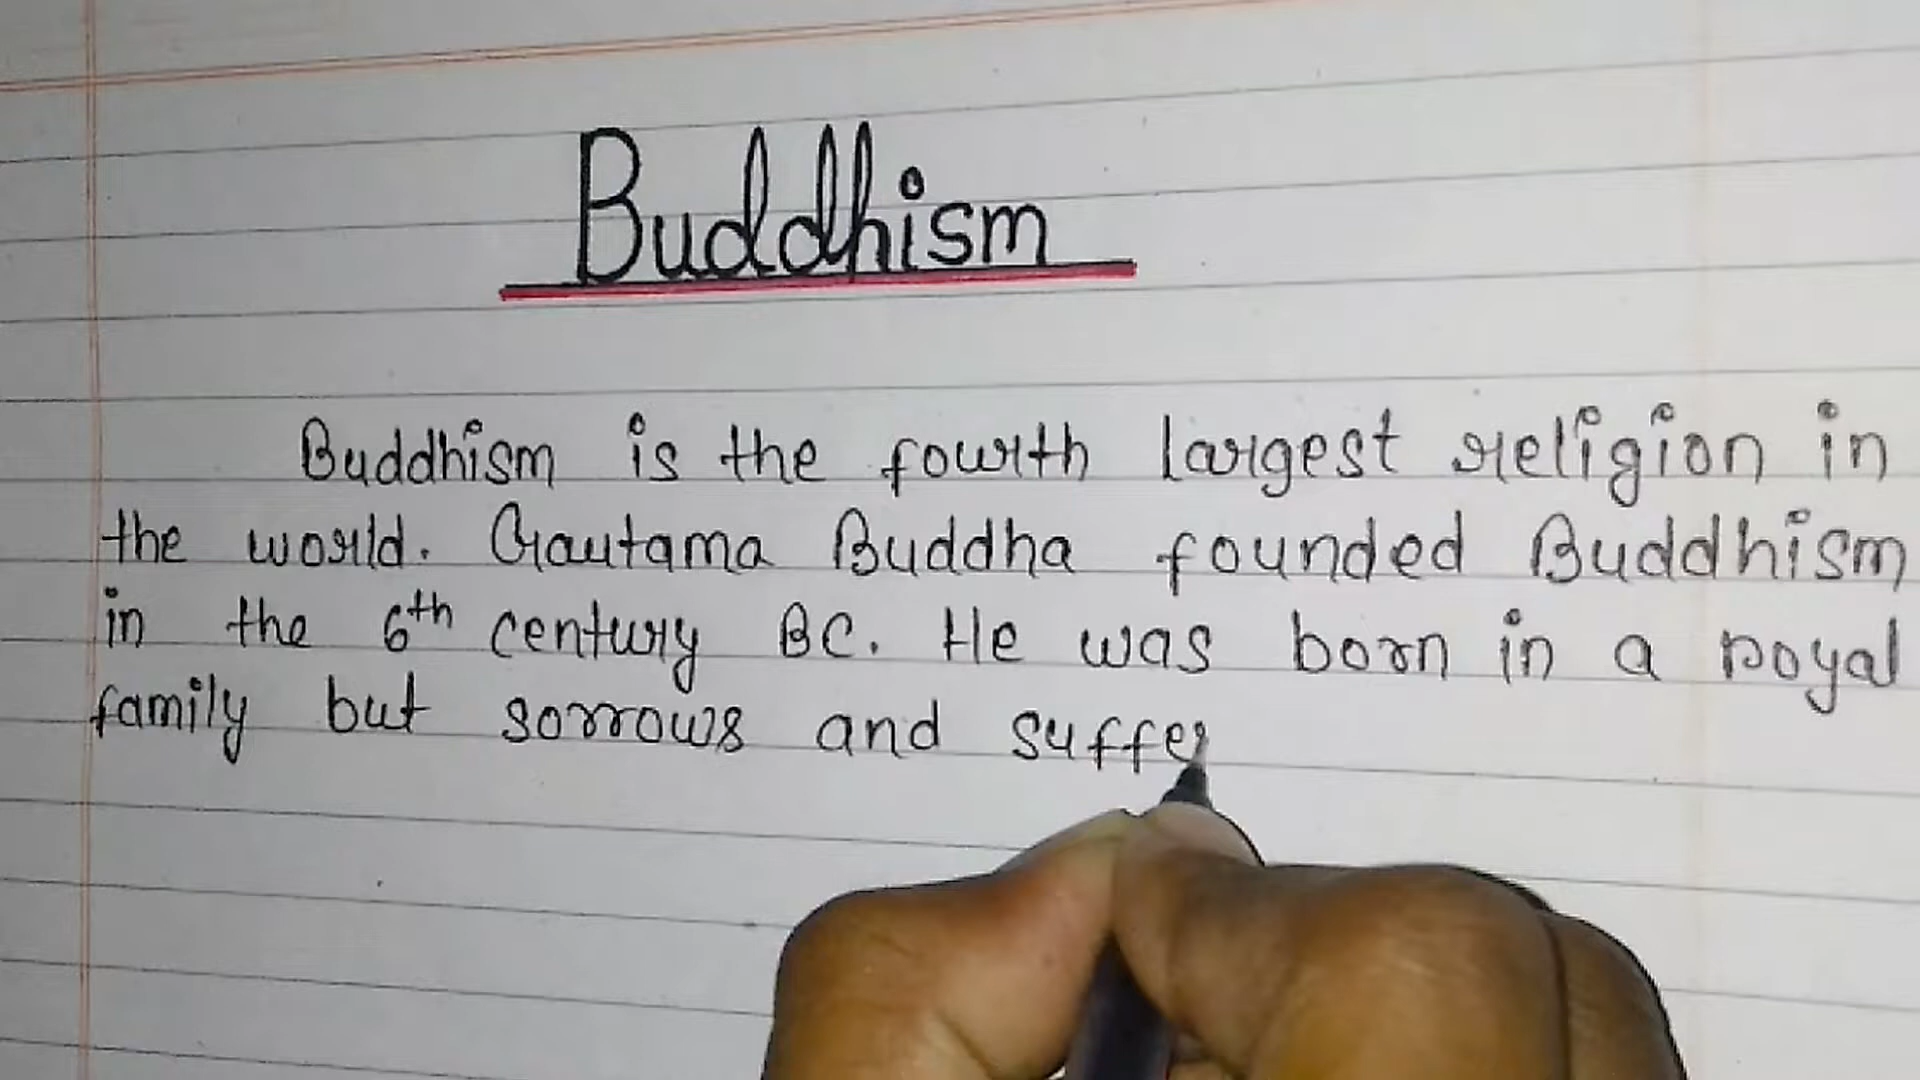 Buddhism
Buddhism is the fourth largest religion in
the world. Gautama Buddha founded Buddhism
in the 6th century BC. He was born in a royal
family but sorrows and suffer